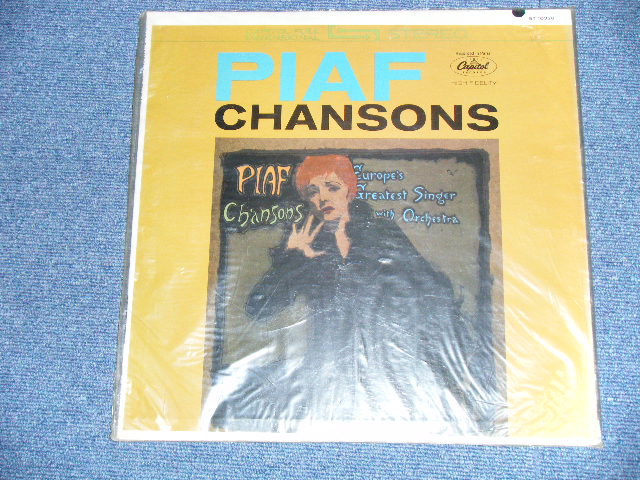 PIAF
CHANSONS
Capitol
HIGH FIDELITY
PIAF
Chansons
Europe's
Greatest Singer
with Orchestra